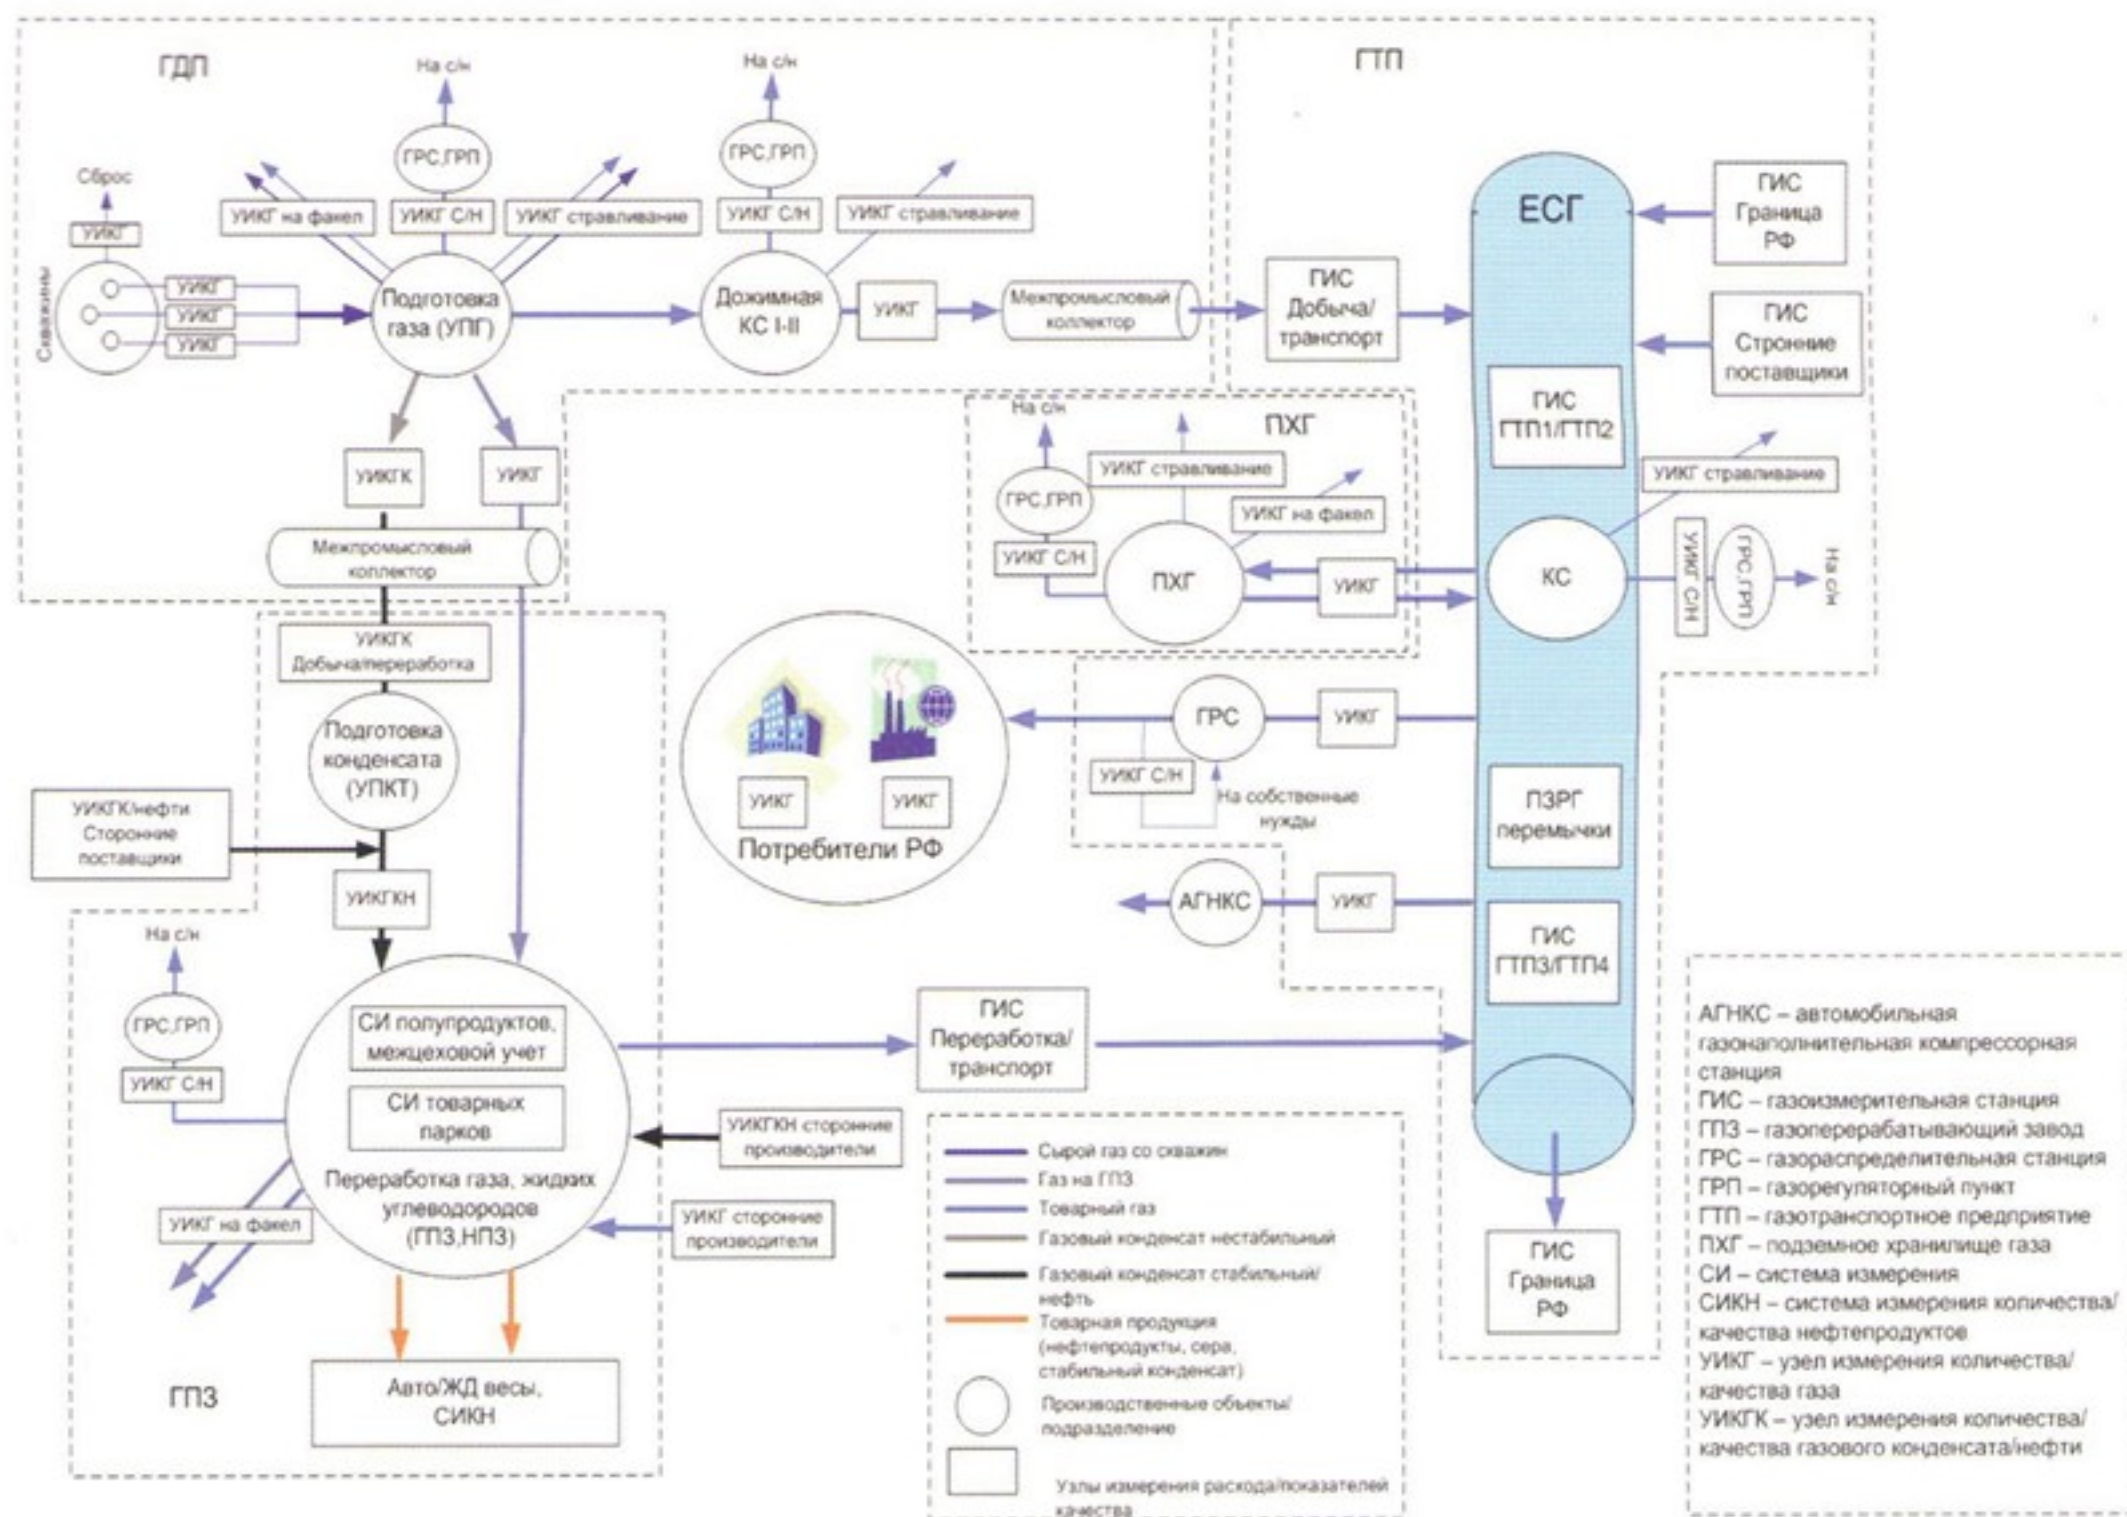 ГДП
На с/н
На с/н
ГТП
ГРС,ГРП
ГРС,ГРП
Сброс
УИКГ
УИКГ на факел
УИКГ С/Н
УИКГ стравливание
УИКГ С/Н
УИКГ стравливание
ЕСГ
ГИС
Граница
РФ
Скважины
УИКГ
УИКГ
УИКГ
Подготовка
газа (УПГ)
Дожимная
КС I-II
УИКГ
Межпромысловый
коллектор
ГИС
Добыча/
транспорт
ГИС
Стронние
поставщики
ГИС
ГТП1/ГТП2
На с/н
ПХГ
УИКГ стравливание
ГРС,ГРП
УИКГ на факел
УИКГ С/Н
ПХГ
УИКГ
УИКГ стравливание
КС
УИКГ С/Н
ГРС,ГРП
На с/н
УИКГК
УИКГ
Межпромысловый
коллектор
УИКГК
Добыча/переработка
Подготовка
конденсата
(УПКТ)
УИКГК/нефти
Сторонние
поставщики
УИКГКН
УИКГ
УИКГ
Потребители РФ
ГРС
УИКГ
УИКГ С/Н
На собственные
нужды
ПЗРГ
перемычки
АГНКС
УИКГ
ГИС
ГТП3/ГТП4
На с/н
ГРС,ГРП
УИКГ С/Н
СИ полупродуктов,
межцеховой учет
СИ товарных
парков
Переработка газа, жидких
углеводородов
(ГПЗ,НПЗ)
УИКГ на факел
ГИС
Переработка/
транспорт
УИКГКН сторонние
производители
УИКГ сторонние
производители
ГПЗ
Авто/ЖД весы,
СИКН
ГИС
Граница
РФ
Сырой газ со скважин
Газ на ГПЗ
Товарный газ
Газовый конденсат нестабильный
Газовый конденсат стабильный/
нефть
Товарная продукция
(нефтепродукты, сера,
стабильный конденсат)
Производственные объекты/
подразделение
Узлы измерения расхода/показателей
качества
АГНКС – автомобильная
газонаполнительная компрессорная
станция
ГИС – газоизмерительная станция
ГПЗ – газоперерабатывающий завод
ГРС – газораспределительная станция
ГРП – газорегуляторный пункт
ГТП – газотранспортное предприятие
ПХГ – подземное хранилище газа
СИ – система измерения
СИКН – система измерения количества/
качества нефтепродуктов
УИКГ – узел измерения количества/
качества газа
УИКГК – узел измерения количества/
качества газового конденсата/нефти